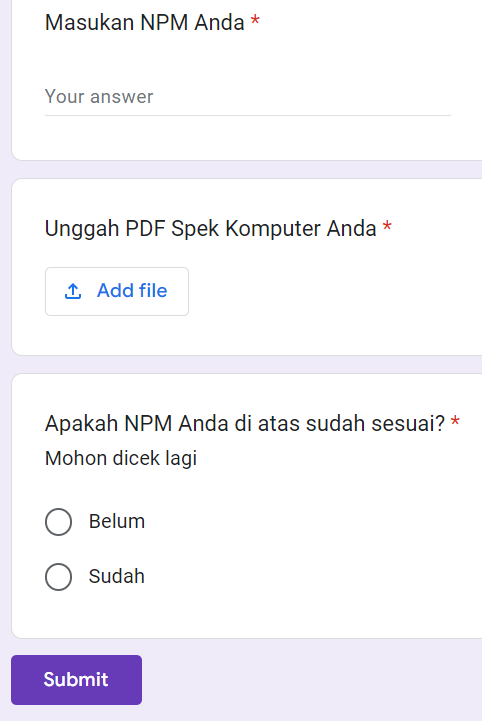 Masukan NPM Anda *
Your answer
Unggah PDF Spek Komputer Anda *
Add file
Apakah NPM Anda di atas sudah sesuai? *
Mohon dicek lagi
Belum
Sudah
Submit